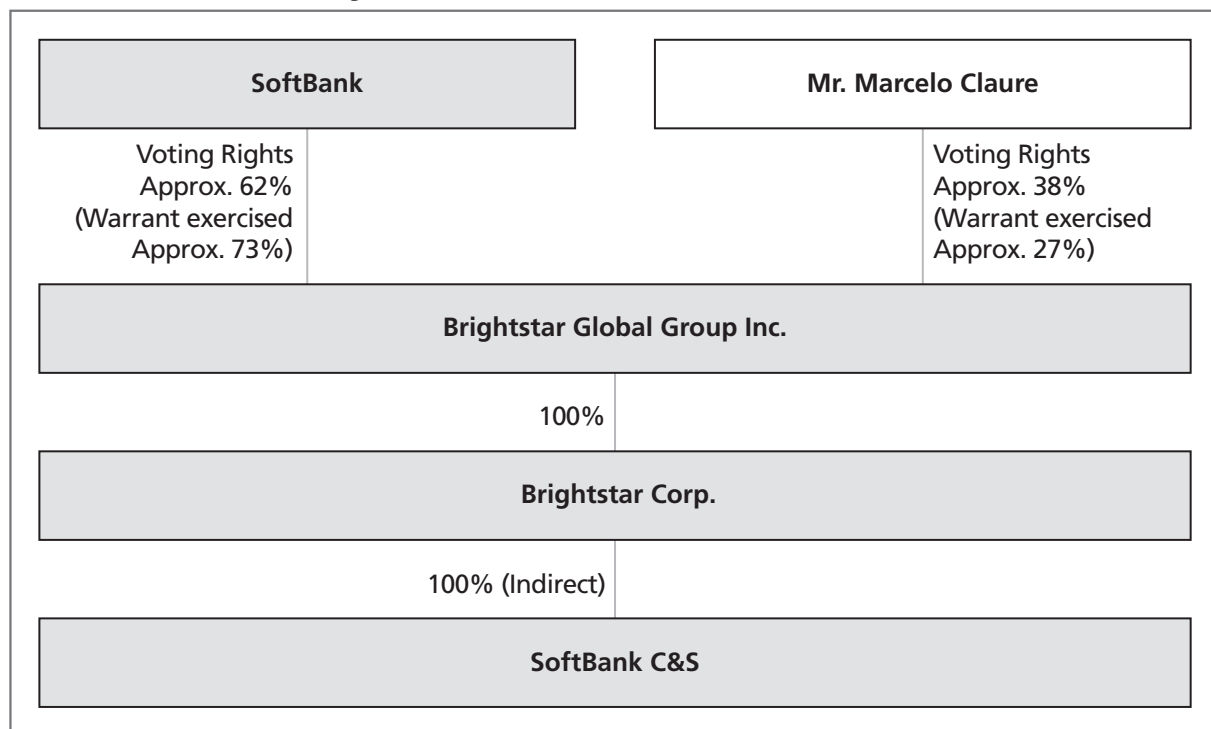 SoftBank
Mr. Marcelo Claure
Voting Rights
Approx. 62%
(Warrant exercised
Approx. 73%)
Voting Rights
Approx. 38%
(Warrant exercised
Approx. 27%)
Brightstar Global Group Inc.
100%
Brightstar Corp.
100% (Indirect)
SoftBank C&S